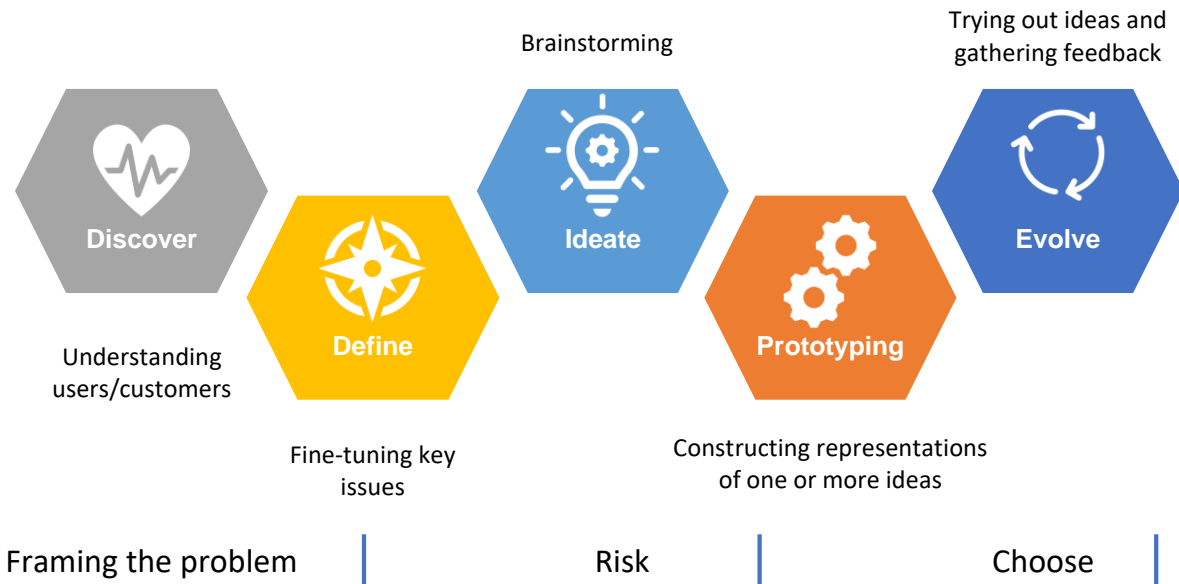 Trying out ideas and
gathering feedback
Brainstorming
Discover
Ideate
Evolve
Define
Prototyping
Understanding
users/customers
Fine-tuning key
issues
Constructing representations
of one or more ideas
Framing the problem
Risk
Choose